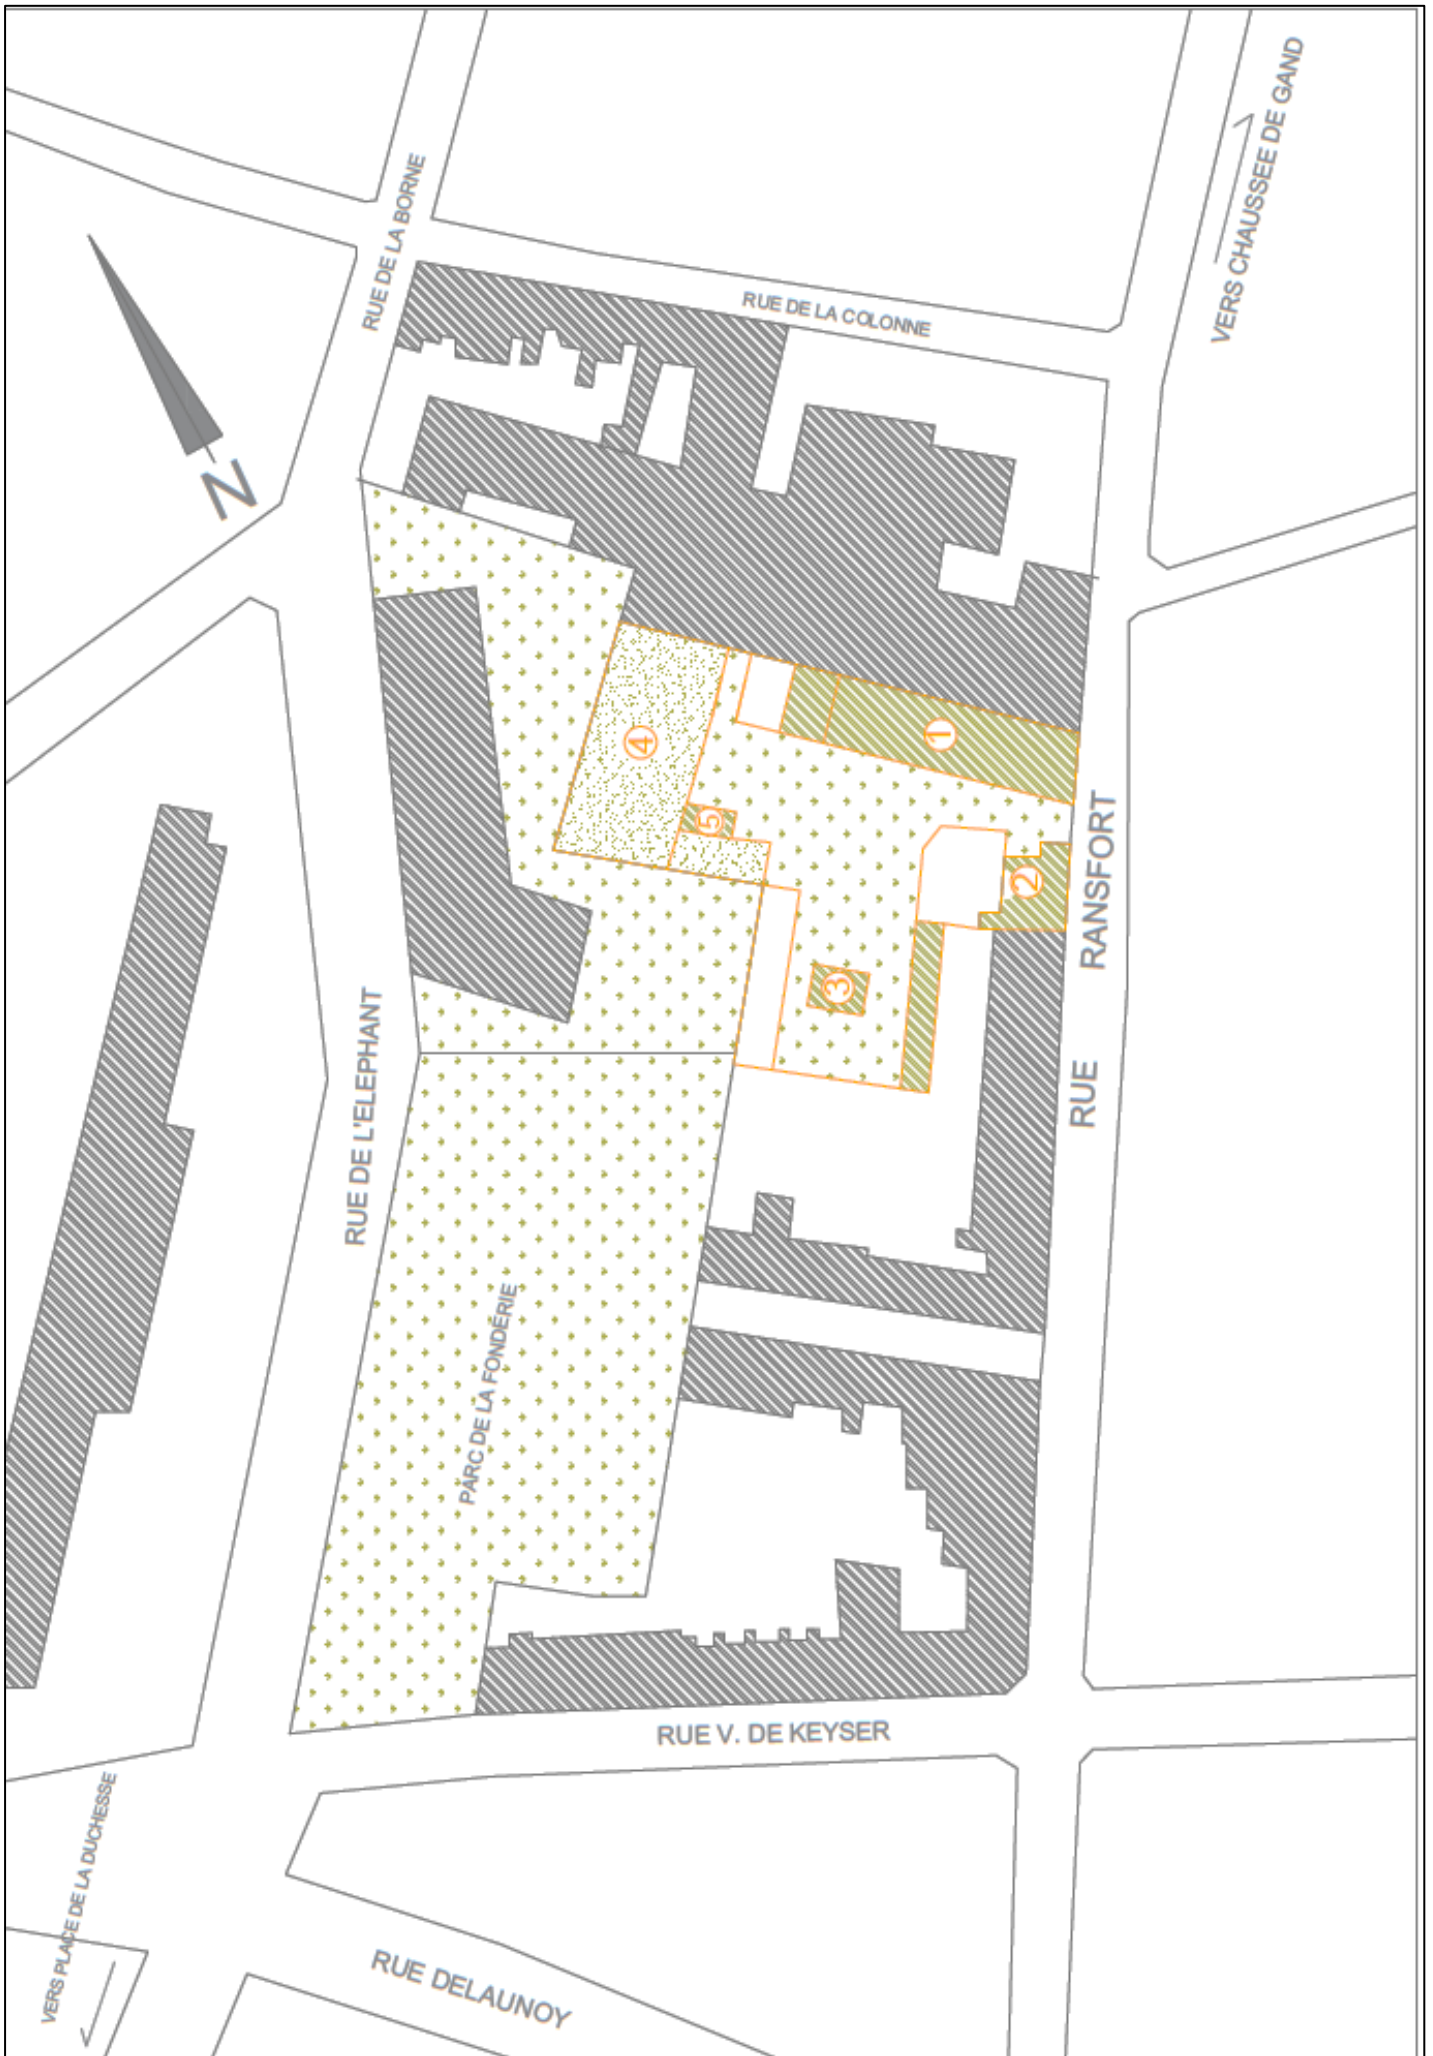 VERS CHAUSSEE DE GAND
RUE DE LA BORNE
RUE DE LA COLONNE
N
1
4
5
2
3
RUE RANSFORT
RUE DE L'ELEPHANT
PARC DE LA FONDERIE
RUE V. DE KEYSER
VERS PLACE DE LA DUCHESSE
RUE DELAUNOY